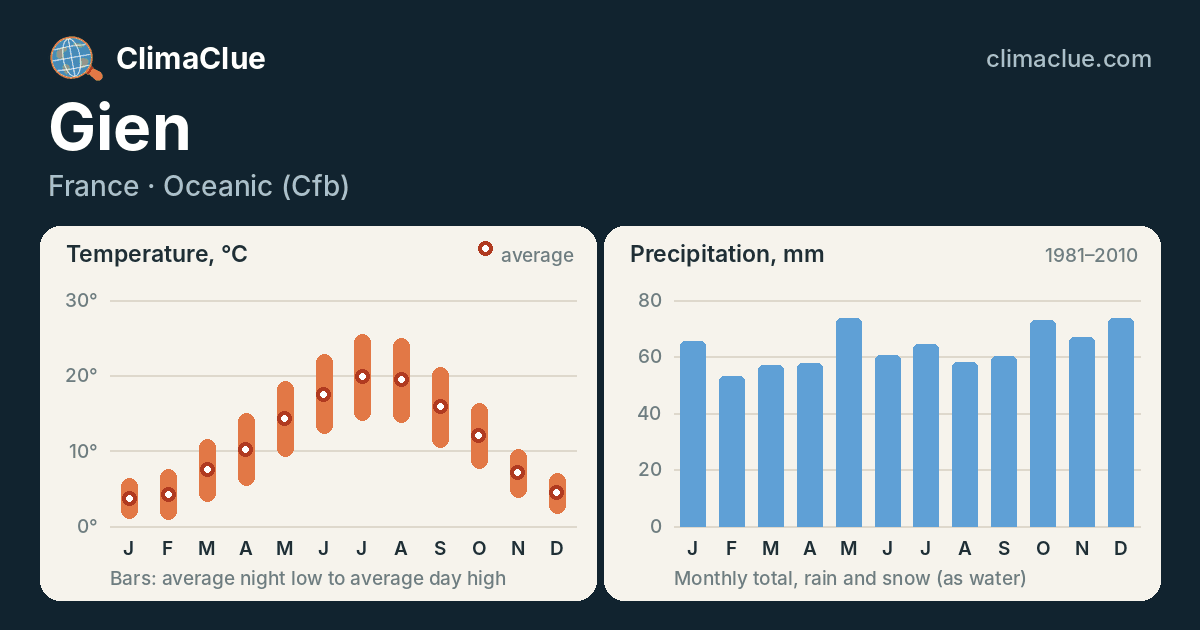 ClimaClue
climaclue.com
Gien
France · Oceanic (Cfb)
Temperature, °C
average
30°
20°
10°
0°
J F M A M J J A S O N D
Bars: average night low to average day high
Precipitation, mm
1981–2010
80
60
40
20
0
J F M A M J J A S O N D
Monthly total, rain and snow (as water)